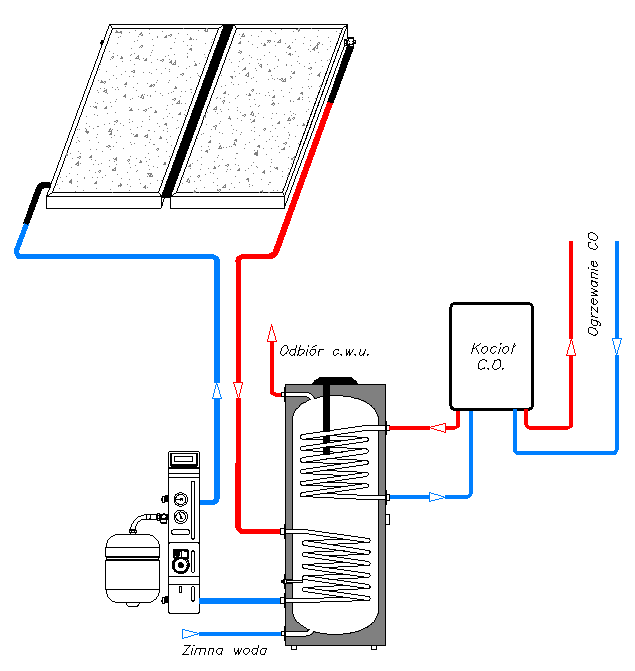 Ogrzewanie CO
Odbiór c.w.u.
Kocioł
C.O.
Zimna woda